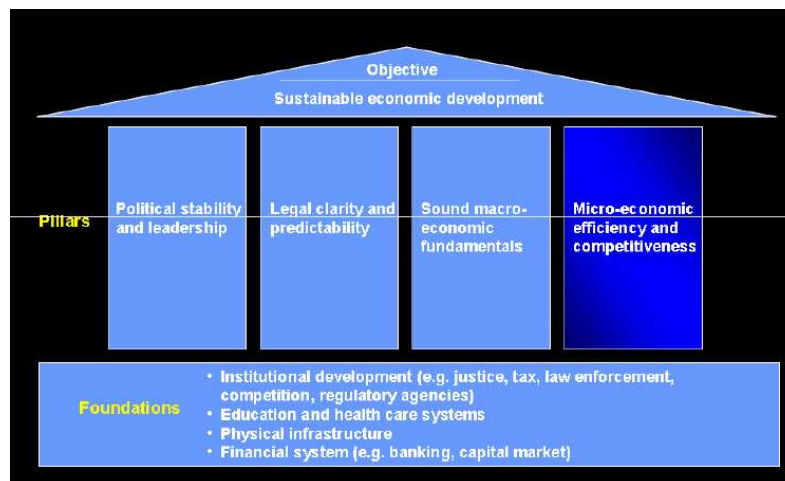 Objective
Sustainable economic development
Pillars
Political stability
and leadership
Legal clarity and
predictability
Sound macro-
economic
fundamentals
Micro-economic
efficiency and
competitiveness
Foundations
• Institutional development (e.g. justice, tax, law enforcement,
competition, regulatory agencies)
• Education and health care systems
• Physical infrastructure
• Financial system (e.g. banking, capital market)